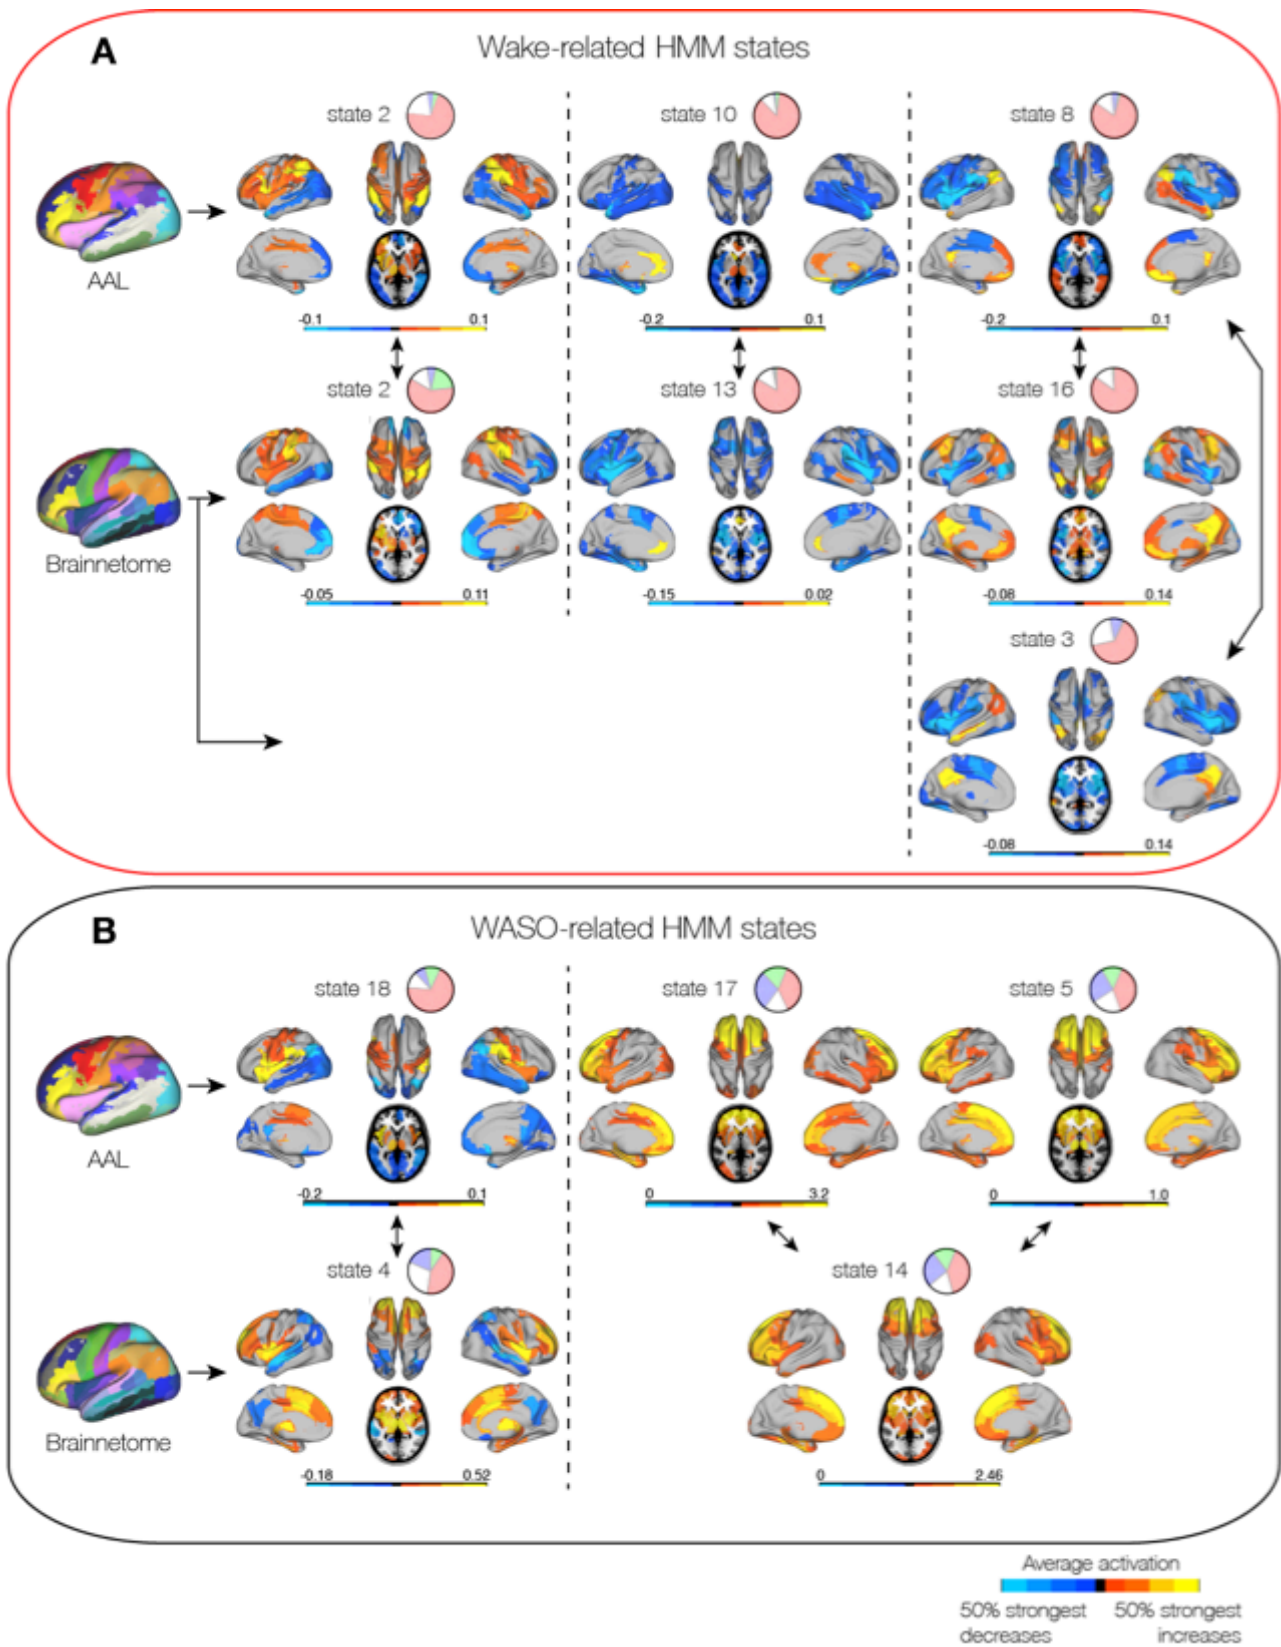 A
Wake-related HMM states
state 2
state 10
state 8
AAL
-0.1 0.1
-0.2 0.1
-0.2 0.1
state 2
state 13
state 16
Brainnetome
-0.05 0.11
-0.15 0.02
-0.08 0.14
state 3
-0.08 0.14
B
WASO-related HMM states
state 18
state 17
state 5
AAL
-0.2 0.1
0 3.2
0 1.0
state 4
state 14
Brainnetome
-0.18 0.52
0 2.46
Average activation
50% strongest 50% strongest
decreases increases